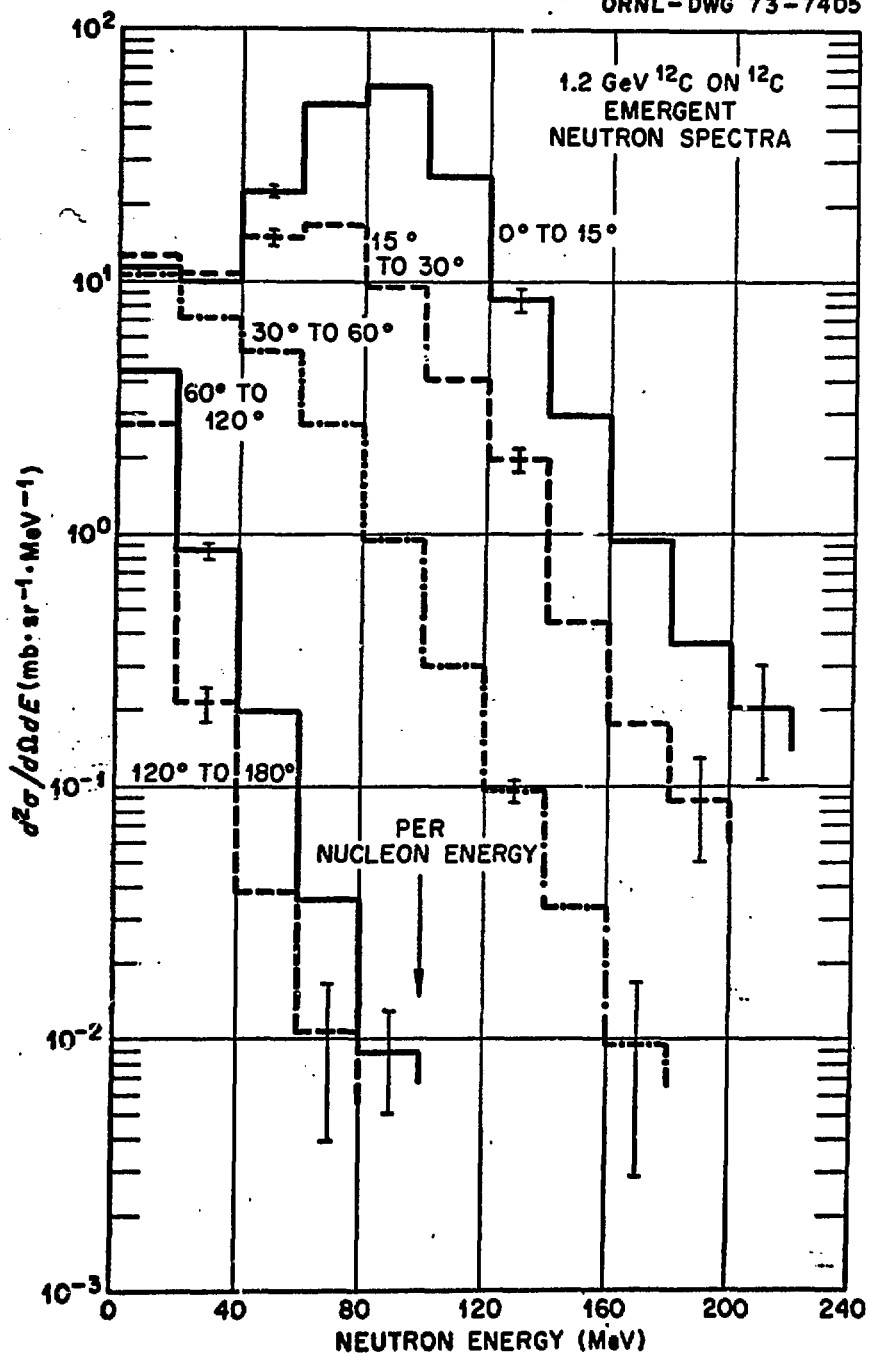 ORNL-DWG 73-7405
10²
1.2 GeV ¹²C ON ¹²C
EMERGENT
NEUTRON SPECTRA
0° TO 15°
15°
TO 30°
10¹
30° TO 60°
60° TO
120°
10⁰
d²σ/dΩdE (mb·sr⁻¹·MeV⁻¹)
120° TO 180°
10⁻¹
PER
NUCLEON ENERGY
10⁻²
10⁻³
0 40 80 120 160 200 240
NEUTRON ENERGY (MeV)